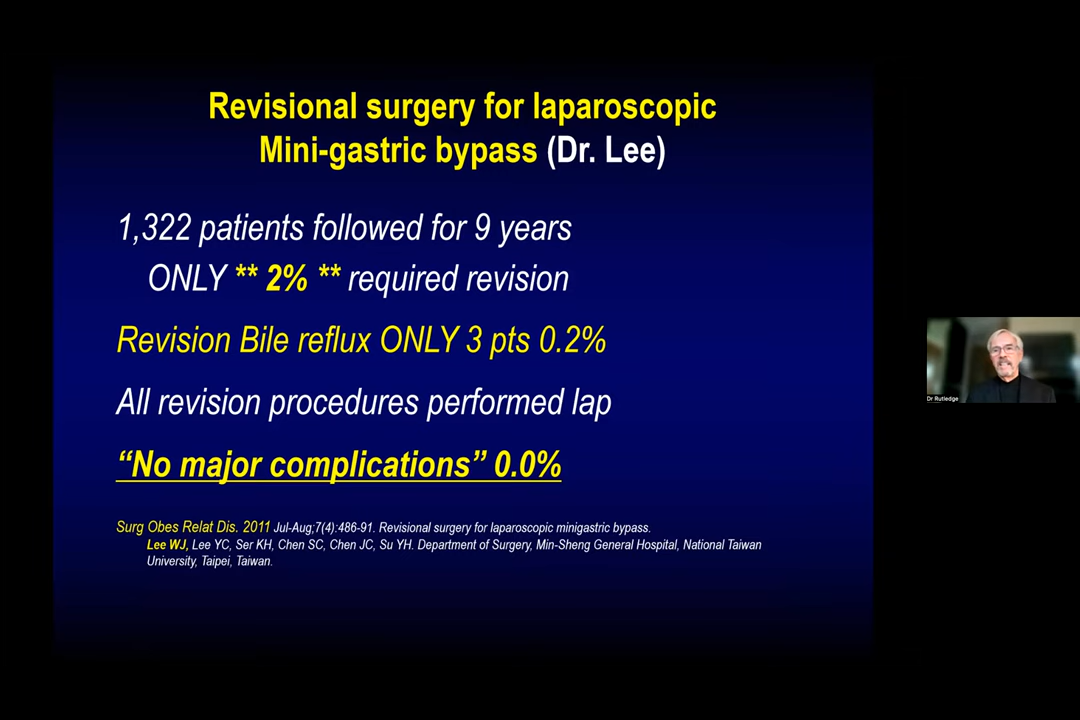 Revisional surgery for laparoscopic
Mini-gastric bypass (Dr. Lee)
1,322 patients followed for 9 years
ONLY ** 2% ** required revision
Revision Bile reflux ONLY 3 pts 0.2%
All revision procedures performed lap
“No major complications” 0.0%
Surg Obes Relat Dis. 2011 Jul-Aug;7(4):486-91. Revisional surgery for laparoscopic minigastric bypass.
Lee WJ, Lee YC, Ser KH, Chen SC, Chen JC, Su YH. Department of Surgery, Min-Sheng General Hospital, National Taiwan
University, Taipei, Taiwan.
Dr Rutledge